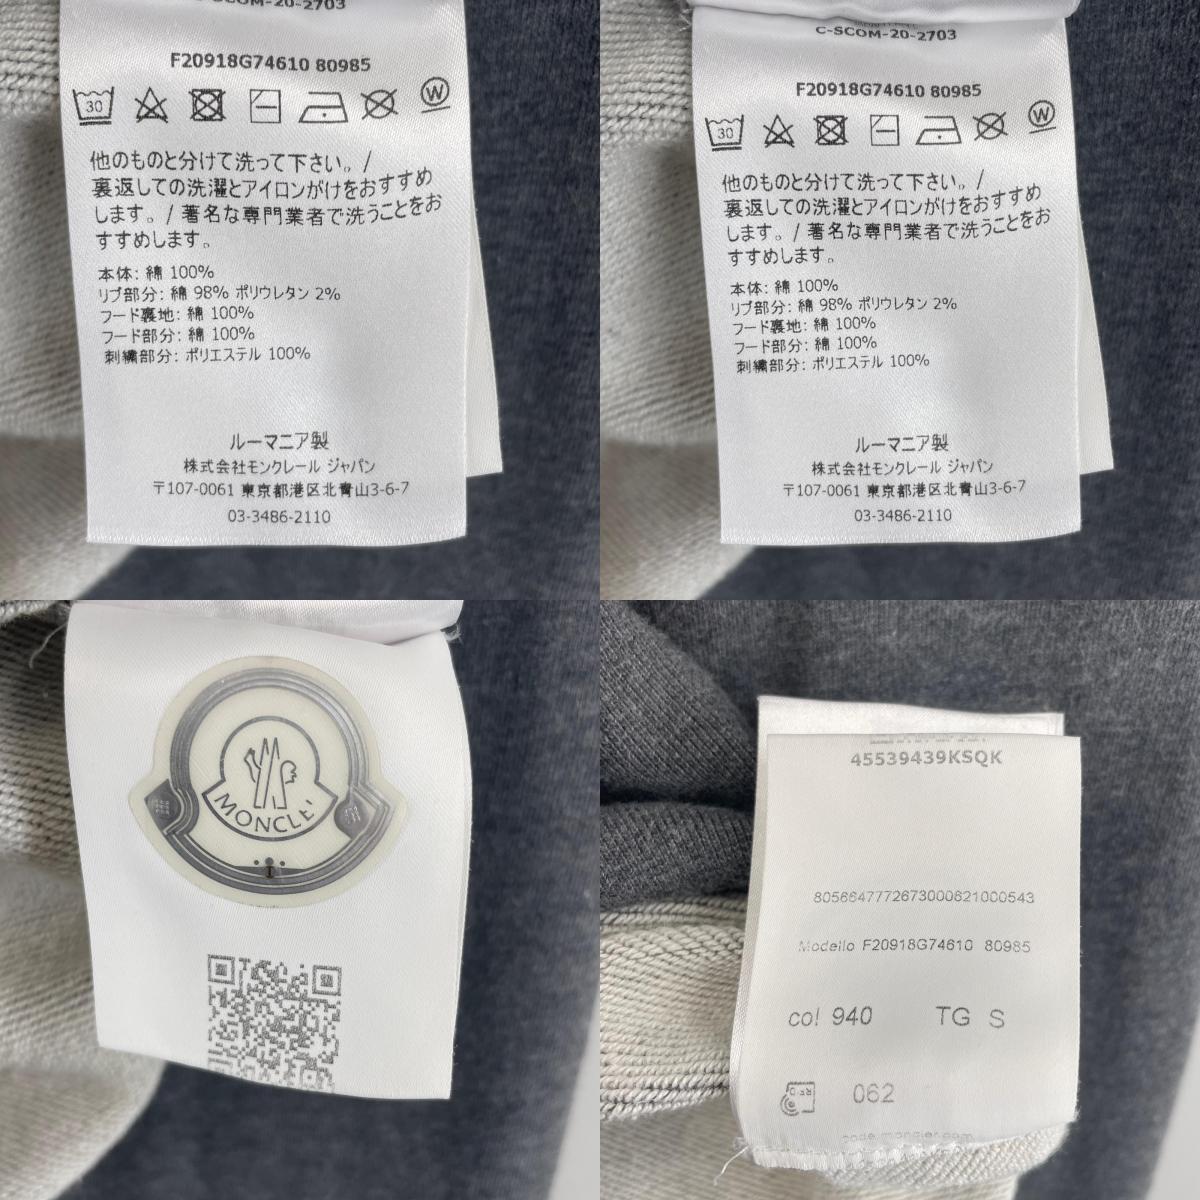 C-SCOM-20-2703
F20918G74610 80985
30
W
他のものと分けて洗って下さい。/
裏返しての洗濯とアイロンがけをおすすめ
します。/ 著名な専門業者で洗うことをお
すすめします。
本体: 綿 100%
リブ部分: 綿 98% ポリウレタン 2%
フード裏地: 綿 100%
フード部分: 綿 100%
刺繍部分: ポリエステル 100%
ルーマニア製
株式会社モンクレール ジャパン
〒107-0061 東京都港区北青山3-6-7
03-3486-2110
C-SCOM-20-2703
F20918G74610 80985
30
W
他のものと分けて洗って下さい。/
裏返しての洗濯とアイロンがけをおすすめ
します。/ 著名な専門業者で洗うことをお
すすめします。
本体: 綿 100%
リブ部分: 綿 98% ポリウレタン 2%
フード裏地: 綿 100%
フード部分: 綿 100%
刺繍部分: ポリエステル 100%
ルーマニア製
株式会社モンクレール ジャパン
〒107-0061 東京都港区北青山3-6-7
03-3486-2110
MONCLER
45539439KSQK
8056647772673000621000543
Modello F20918G74610 80985
col 940 TG S
062
code.moncler.com